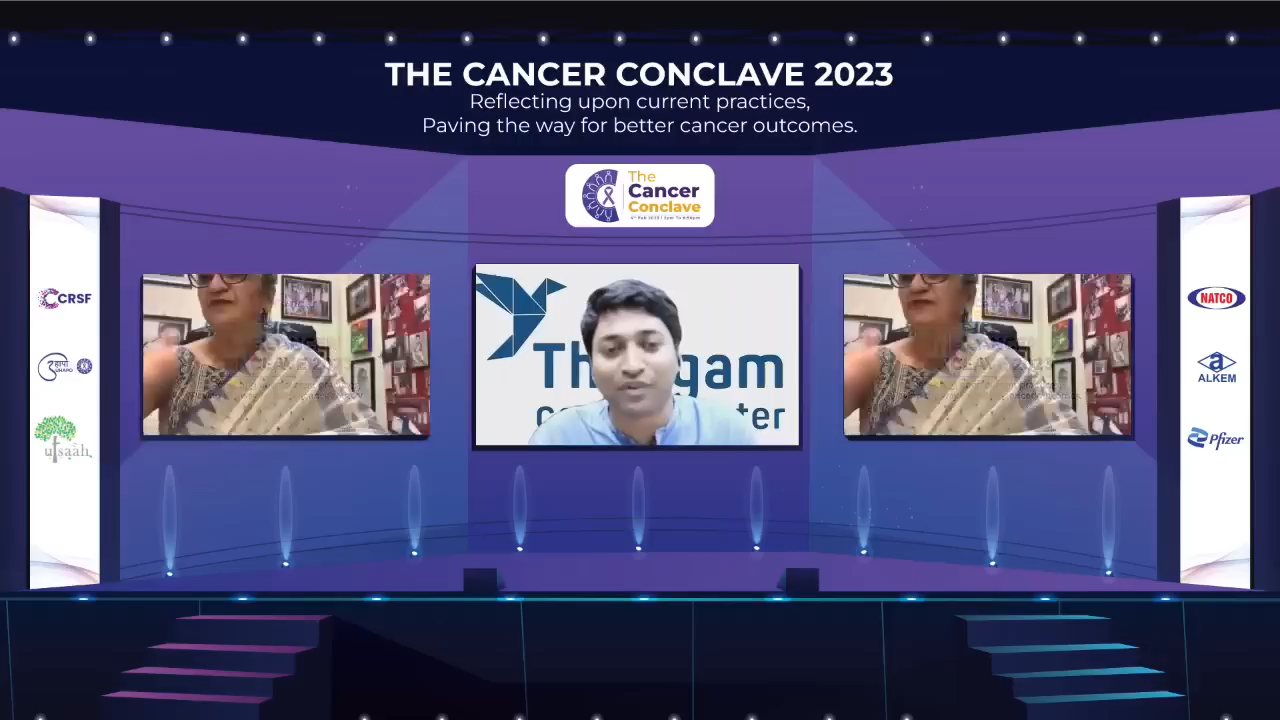 THE CANCER CONCLAVE 2023
Reflecting upon current practices,
Paving the way for better cancer outcomes.
The
Cancer
Conclave
CRSF
NATCO
ALKEM
utsaah
Pfizer